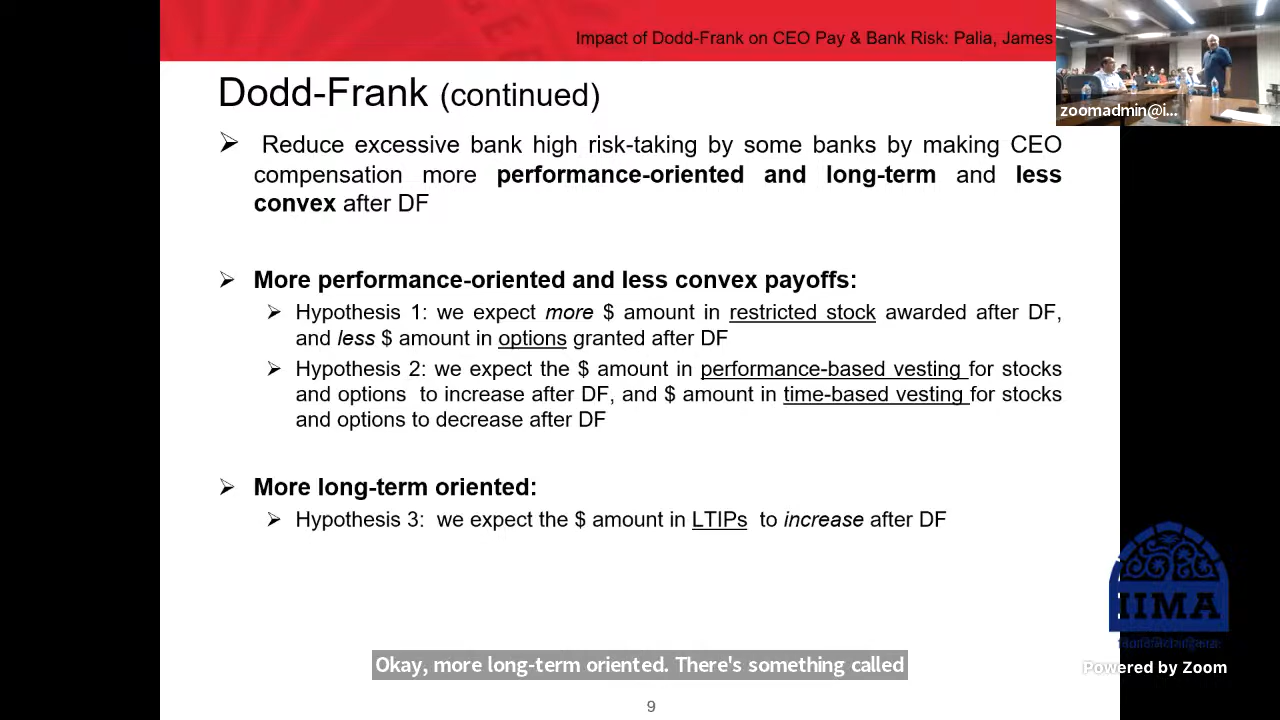 Impact of Dodd-Frank on CEO Pay & Bank Risk: Palia, James
zoomadmin@i...
Dodd-Frank (continued)
Reduce excessive bank high risk-taking by some banks by making CEO
compensation more performance-oriented and long-term and less
convex after DF
More performance-oriented and less convex payoffs:
Hypothesis 1: we expect more $ amount in restricted stock awarded after DF,
and less $ amount in options granted after DF
Hypothesis 2: we expect the $ amount in performance-based vesting for stocks
and options to increase after DF, and $ amount in time-based vesting for stocks
and options to decrease after DF
More long-term oriented:
Hypothesis 3: we expect the $ amount in LTIPs to increase after DF
IIMA
Okay, more long-term oriented. There's something called
Powered by Zoom
9